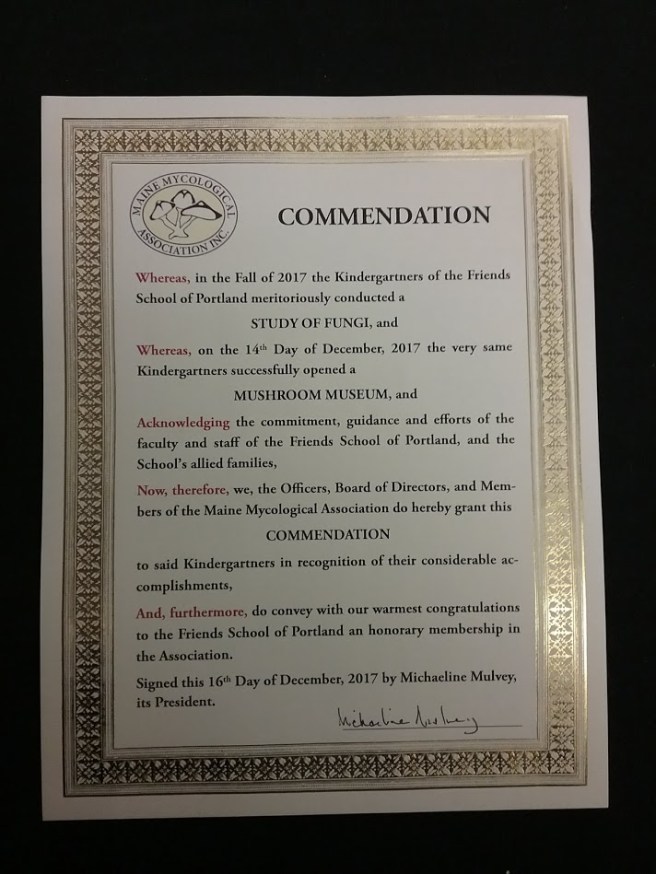 MAINE MYCOLOGICAL
ASSOCIATION INC.
COMMENDATION
Whereas, in the Fall of 2017 the Kindergartners of the Friends
School of Portland meritoriously conducted a
STUDY OF FUNGI, and
Whereas, on the 14th Day of December, 2017 the very same
Kindergartners successfully opened a
MUSHROOM MUSEUM, and
Acknowledging the commitment, guidance and efforts of the
faculty and staff of the Friends School of Portland, and the
School's allied families,
Now, therefore, we, the Officers, Board of Directors, and Mem-
bers of the Maine Mycological Association do hereby grant this
COMMENDATION
to said Kindergartners in recognition of their considerable ac-
complishments,
And, furthermore, do convey with our warmest congratulations
to the Friends School of Portland an honorary membership in
the Association.
Signed this 16th Day of December, 2017 by Michaeline Mulvey,
its President.
Michaeline Mulvey